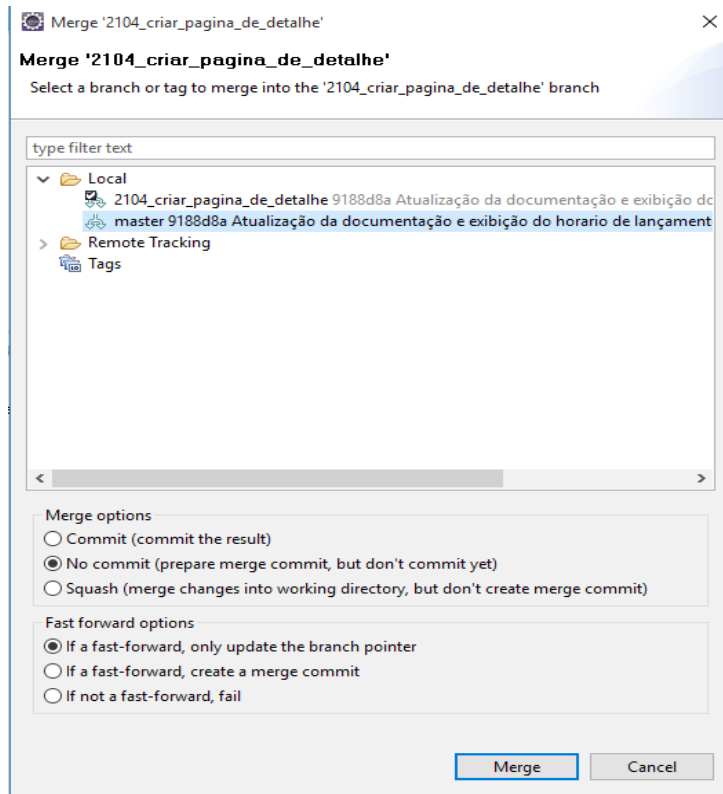 Merge '2104_criar_pagina_de_detalhe'
Merge '2104_criar_pagina_de_detalhe'
Select a branch or tag to merge into the '2104_criar_pagina_de_detalhe' branch
type filter text
Local
2104_criar_pagina_de_detalhe 9188d8a Atualização da documentação e exibição dc
master 9188d8a Atualização da documentação e exibição do horario de lançament
Remote Tracking
Tags
Merge options
Commit (commit the result)
No commit (prepare merge commit, but don't commit yet)
Squash (merge changes into working directory, but don't create merge commit)
Fast forward options
If a fast-forward, only update the branch pointer
If a fast-forward, create a merge commit
If not a fast-forward, fail
Merge Cancel